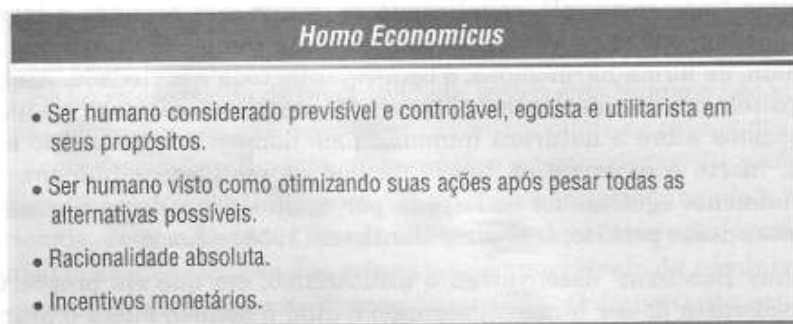 Homo Economicus
• Ser humano considerado previsível e controlável, egoísta e utilitarista em
seus propósitos.
• Ser humano visto como otimizando suas ações após pesar todas as
alternativas possíveis.
• Racionalidade absoluta.
• Incentivos monetários.